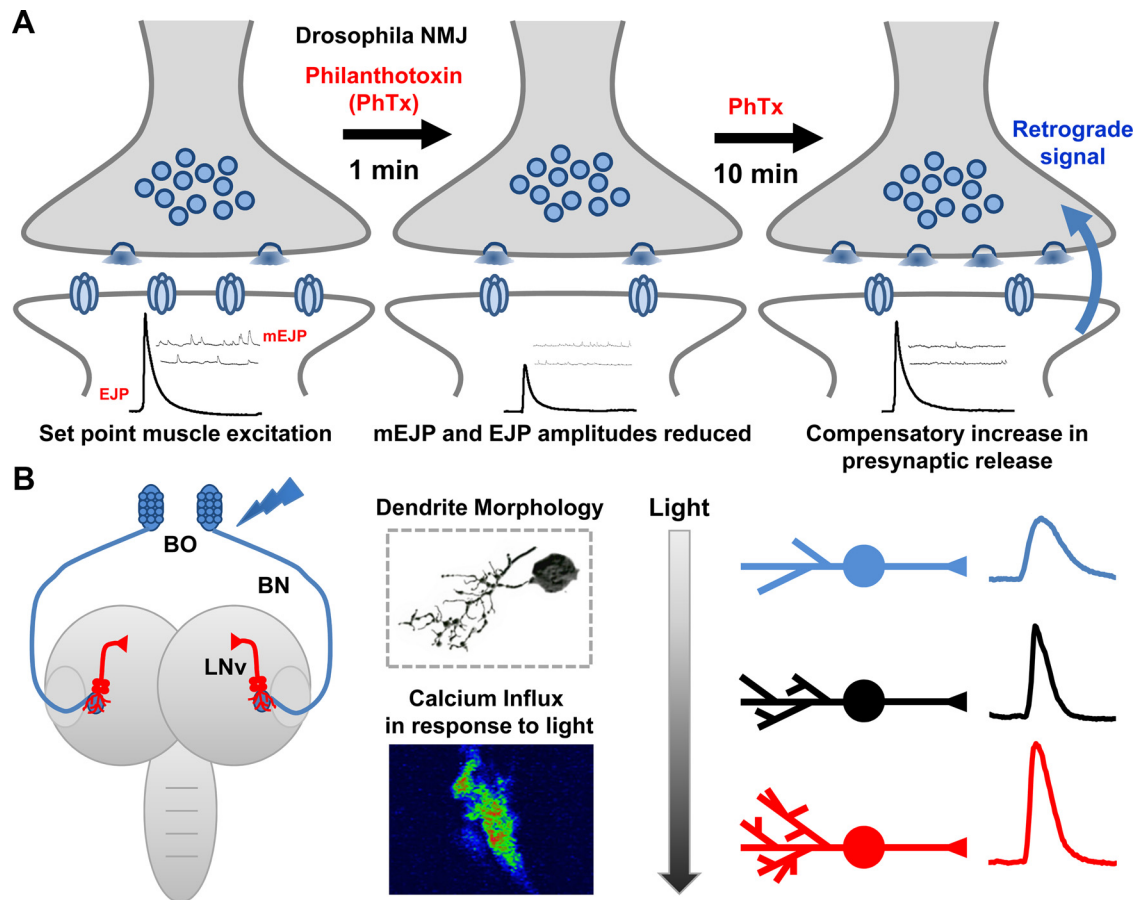 A
Drosophila NMJ
Philanthotoxin
(PhTx)
1 min
PhTx
10 min
Retrograde
signal
mEJP
EJP
Set point muscle excitation
mEJP and EJP amplitudes reduced
Compensatory increase in
presynaptic release
B
BO
BN
LNv
Dendrite Morphology
Calcium Influx
in response to light
Light